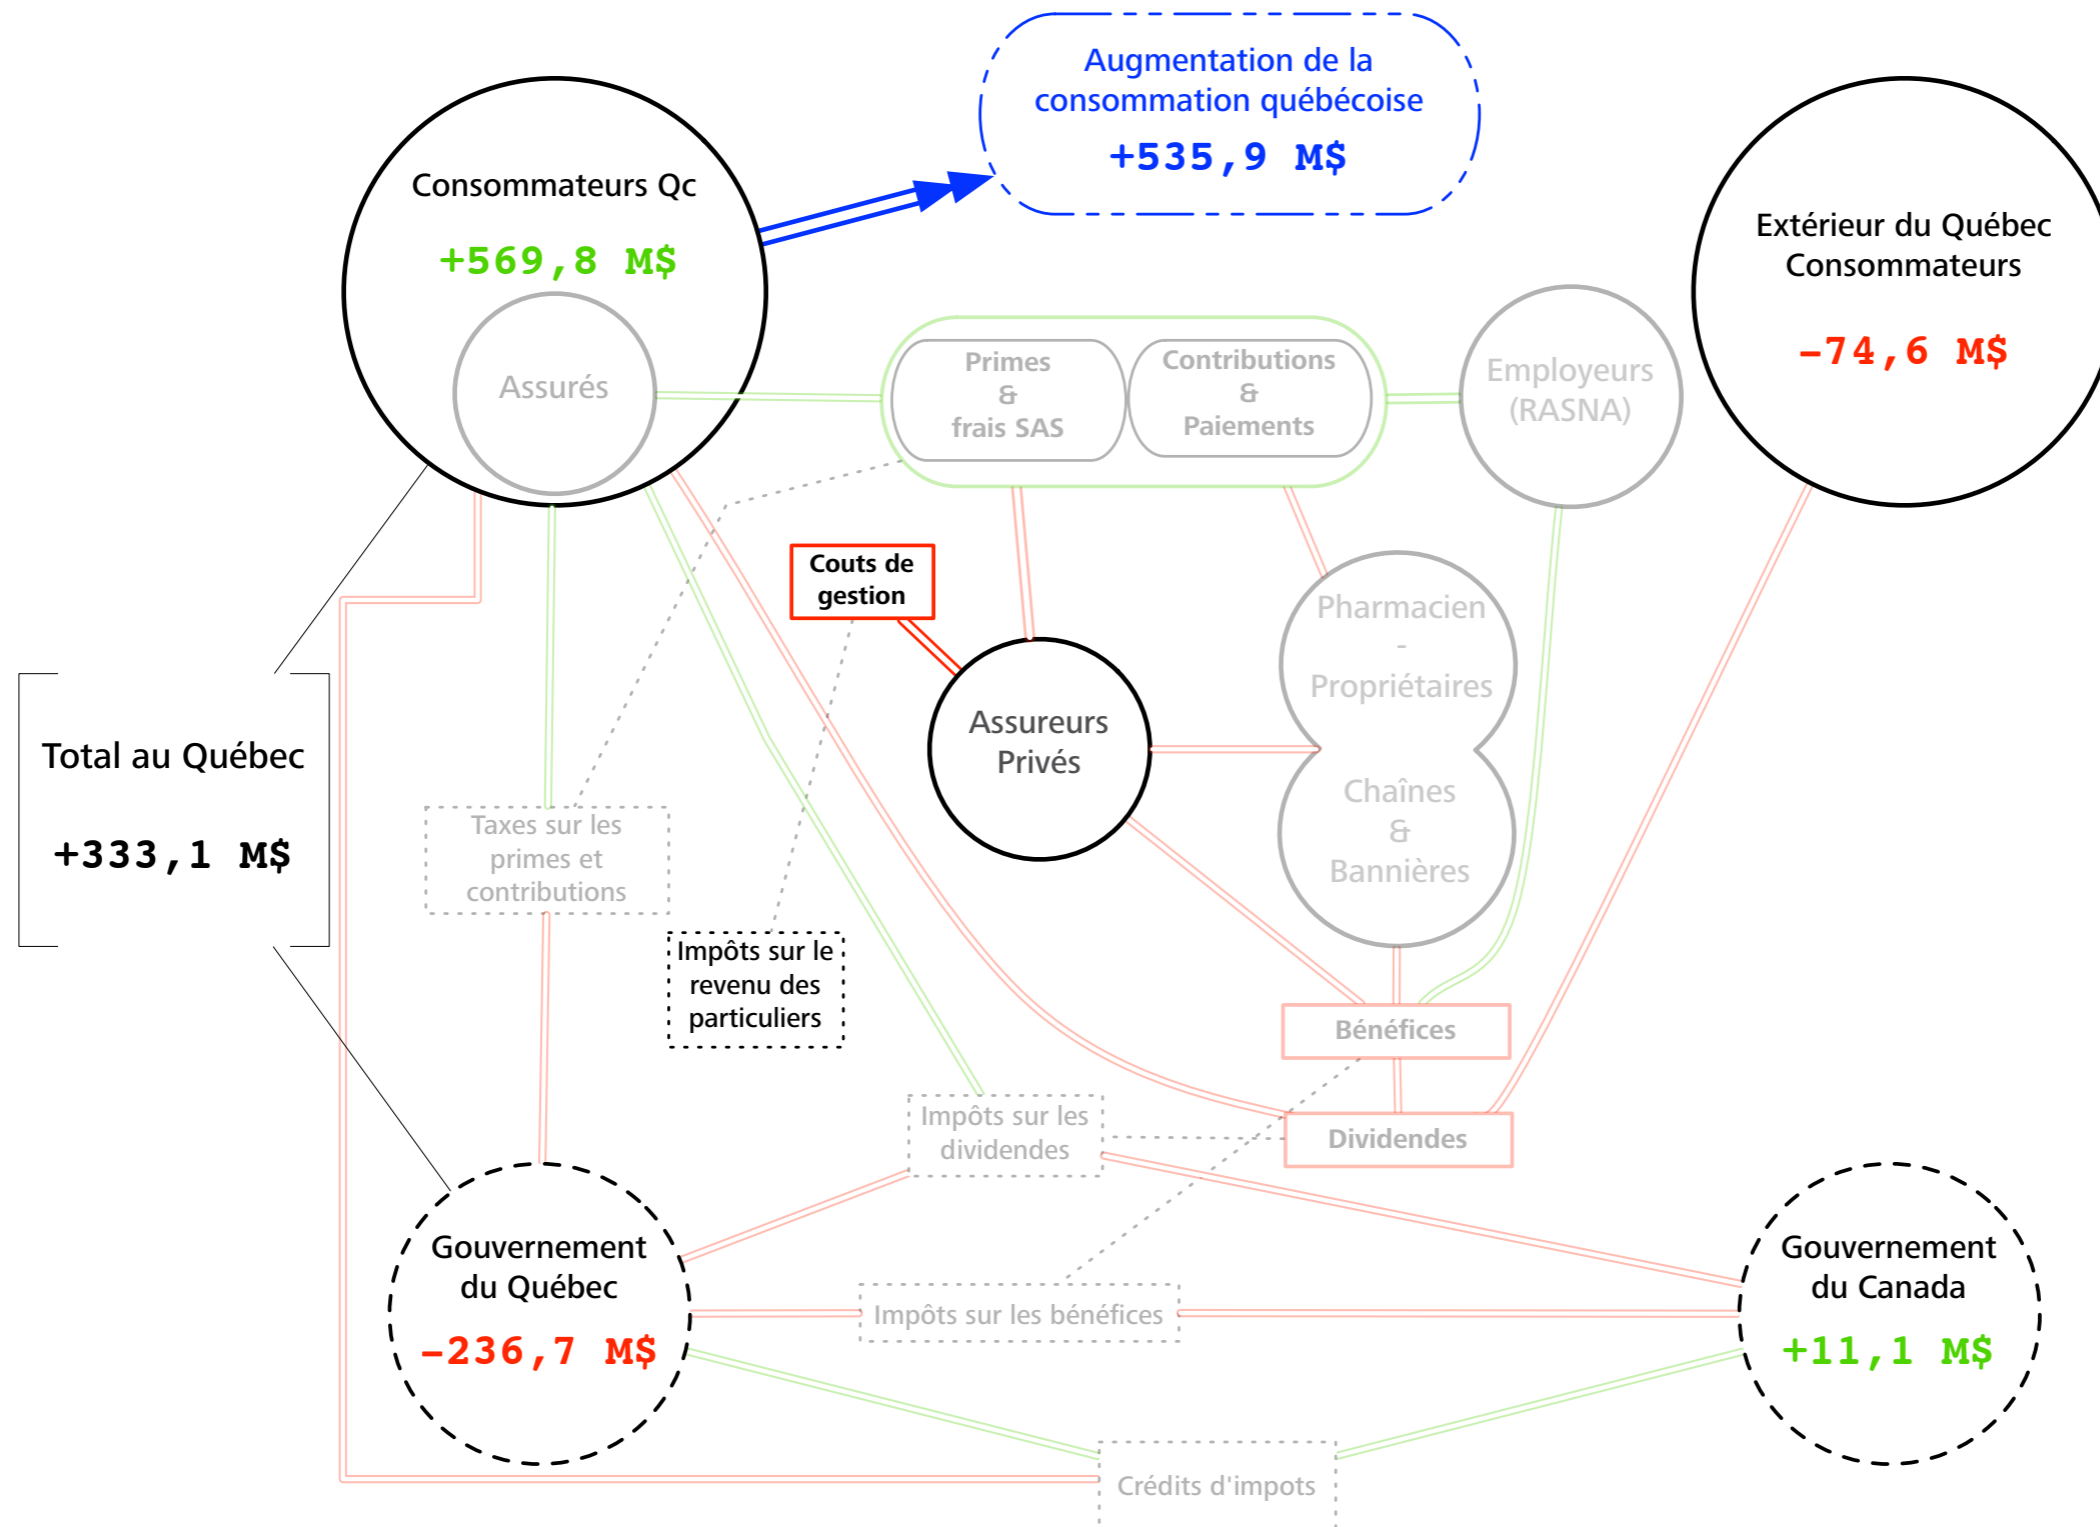 Augmentation de la
consommation québécoise
+535,9 M$
Consommateurs Qc
+569,8 M$
Assurés
Extérieur du Québec
Consommateurs
-74,6 M$
Primes
&
frais SAS
Contributions
&
Paiements
Employeurs
(RASNA)
Couts de
gestion
Pharmacien
-
Propriétaires
Assureurs
Privés
Chaînes
&
Bannières
Total au Québec
+333,1 M$
Taxes sur les
primes et
contributions
Impôts sur le
revenu des
particuliers
Bénéfices
Impôts sur les
dividendes
Dividendes
Gouvernement
du Québec
-236,7 M$
Impôts sur les bénéfices
Gouvernement
du Canada
+11,1 M$
Crédits d'impots